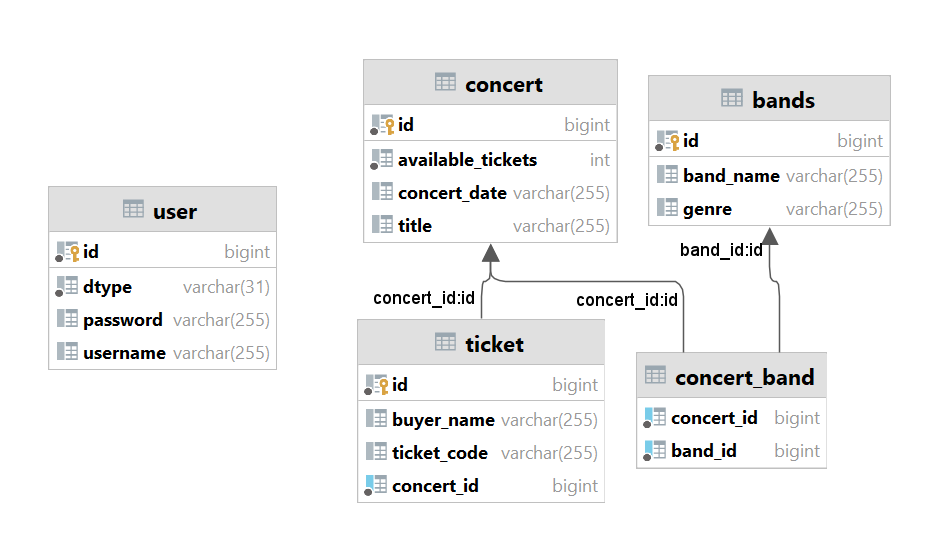 concert
id bigint
available_tickets int
concert_date varchar(255)
title varchar(255)
bands
id bigint
band_name varchar(255)
genre varchar(255)
user
id bigint
dtype varchar(31)
password varchar(255)
username varchar(255)
band_id:id
concert_id:id
concert_id:id
ticket
id bigint
buyer_name varchar(255)
ticket_code varchar(255)
concert_id bigint
concert_band
concert_id bigint
band_id bigint